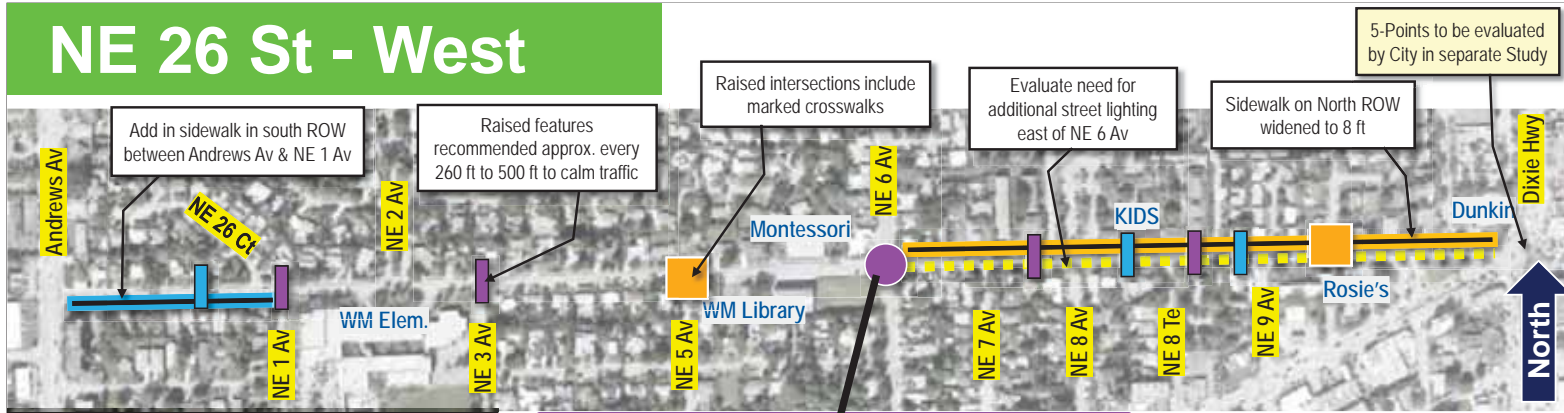 NE 26 St - West
5-Points to be evaluated
by City in separate Study
Raised intersections include
marked crosswalks
Evaluate need for
additional street lighting
east of NE 6 Av
Sidewalk on North ROW
widened to 8 ft
Add in sidewalk in south ROW
between Andrews Av & NE 1 Av
Raised features
recommended approx. every
260 ft to 500 ft to calm traffic
Andrews Av
NE 26 Ct
NE 2 Av
Montessori
NE 6 Av
KIDS
Dunkin
Dixie Hwy
WM Elem.
WM Library
Rosie's
NE 1 Av
NE 3 Av
NE 5 Av
NE 7 Av
NE 8 Av
NE 8 Te
NE 9 Av
North